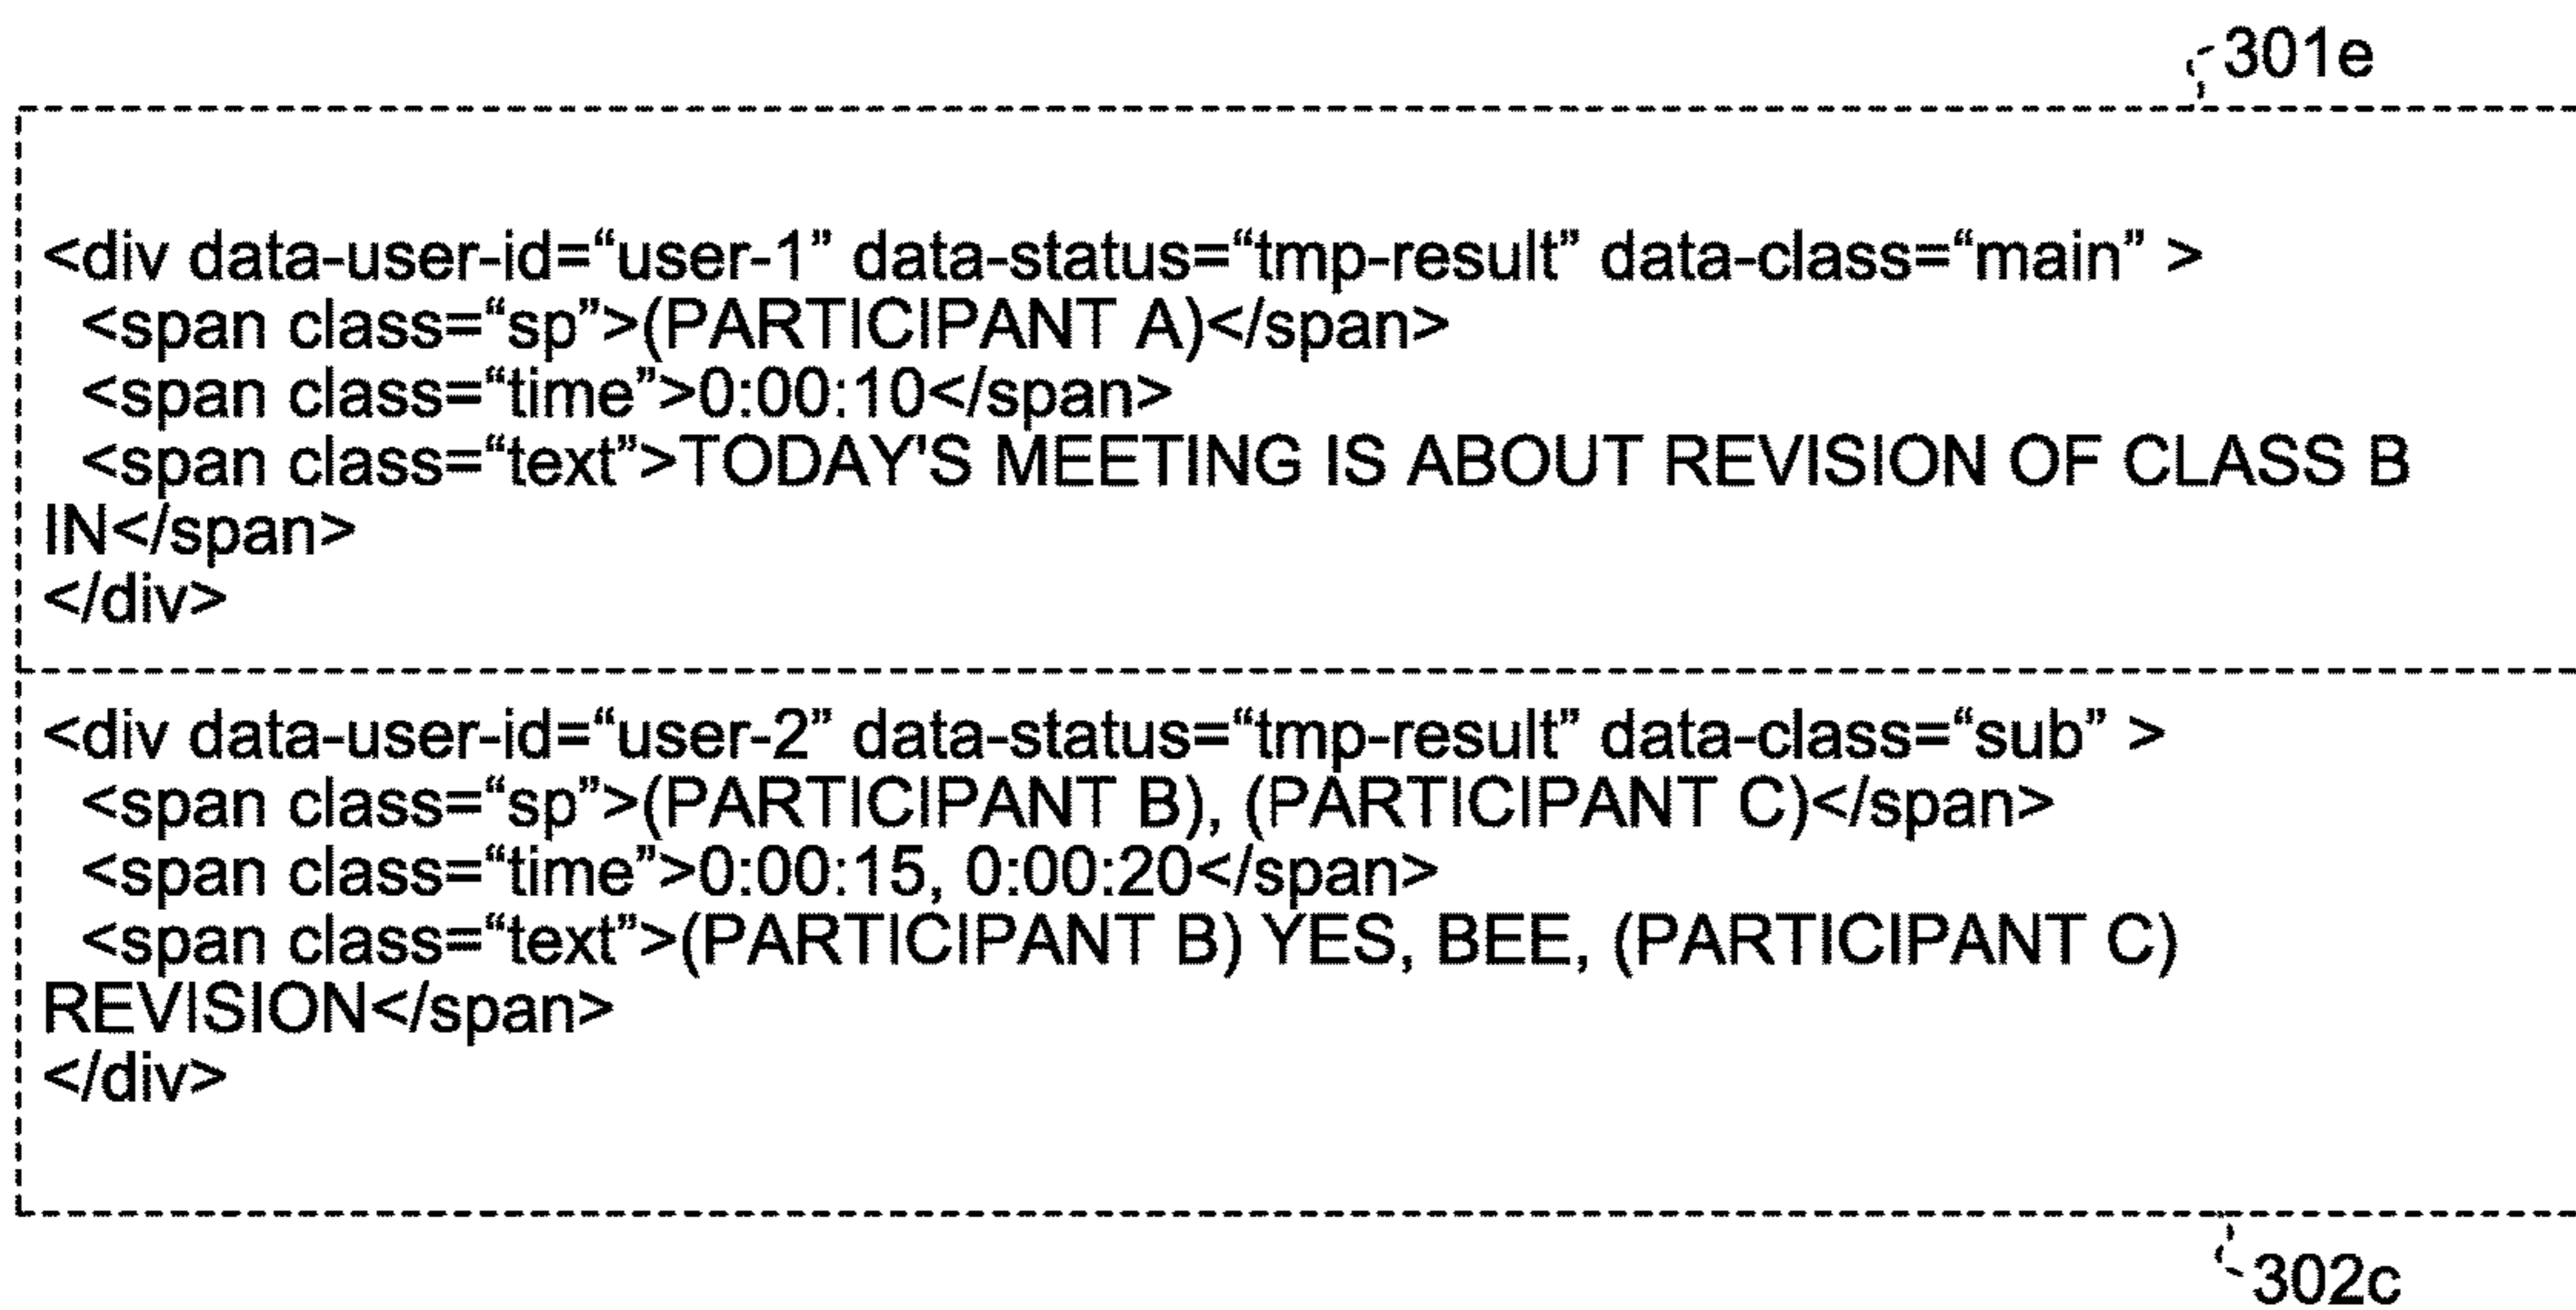 301e
<div data-user-id=“user-1” data-status=“tmp-result” data-class=“main” >
<span class=“sp”>(PARTICIPANT A)</span>
<span class=“time”>0:00:10</span>
<span class=“text”>TODAY'S MEETING IS ABOUT REVISION OF CLASS B
IN</span>
</div>
<div data-user-id=“user-2” data-status=“tmp-result” data-class=“sub” >
<span class=“sp”>(PARTICIPANT B), (PARTICIPANT C)</span>
<span class=“time”>0:00:15, 0:00:20</span>
<span class=“text”>(PARTICIPANT B) YES, BEE, (PARTICIPANT C)
REVISION</span>
</div>
302c